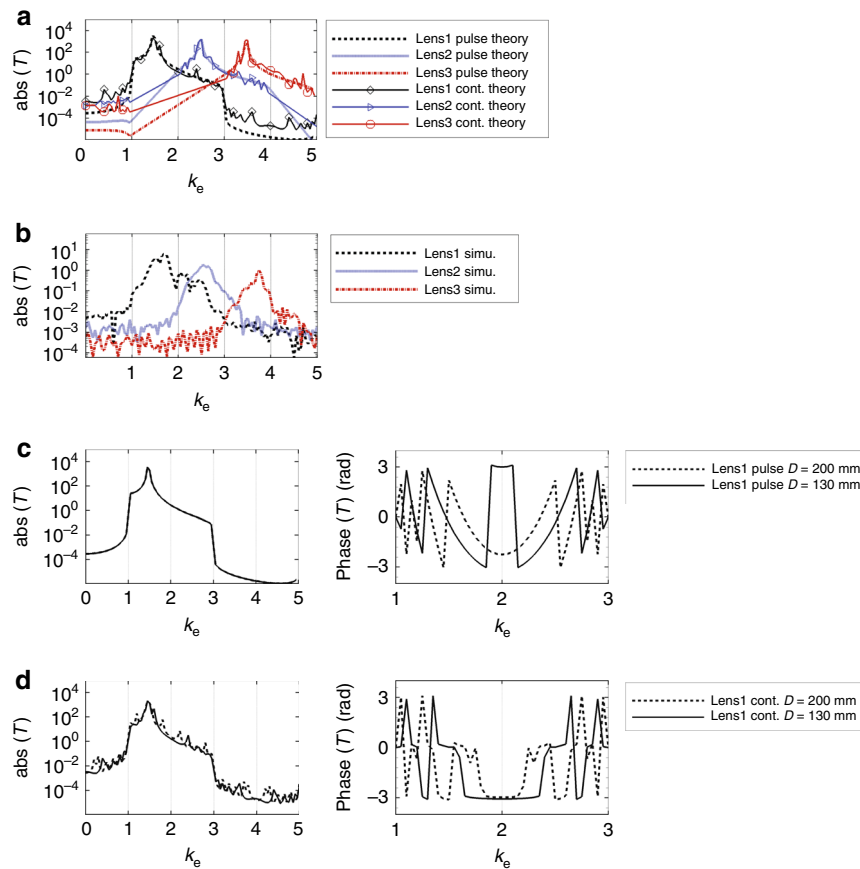 a
abs (T)
10^4
10^2
10^0
10^-2
10^-4
0 1 2 3 4 5
k_e
Lens1 pulse theory
Lens2 pulse theory
Lens3 pulse theory
Lens1 cont. theory
Lens2 cont. theory
Lens3 cont. theory
b
abs (T)
10^1
10^0
10^-1
10^-2
10^-3
10^-4
0 1 2 3 4 5
k_e
Lens1 simu.
Lens2 simu.
Lens3 simu.
c
abs (T)
10^4
10^2
10^0
10^-2
10^-4
0 1 2 3 4 5
k_e
Phase (T) (rad)
3
0
−3
1 2 3
k_e
Lens1 pulse D = 200 mm
Lens1 pulse D = 130 mm
d
abs (T)
10^4
10^2
10^0
10^-2
10^-4
0 1 2 3 4 5
k_e
Phase (T) (rad)
3
0
−3
1 2 3
k_e
Lens1 cont. D = 200 mm
Lens1 cont. D = 130 mm